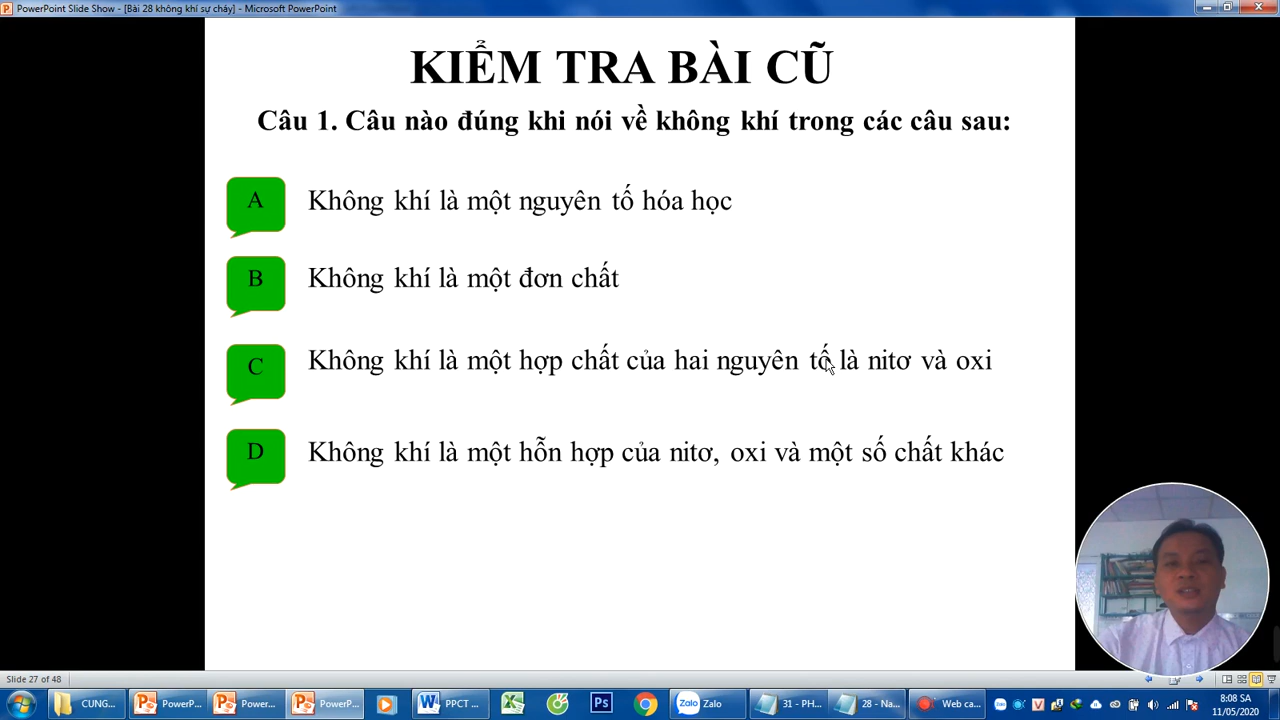 PowerPoint Slide Show - [Bài 28 không khí sự cháy] - Microsoft PowerPoint
KIỂM TRA BÀI CŨ
Câu 1. Câu nào đúng khi nói về không khí trong các câu sau:
A Không khí là một nguyên tố hóa học
B Không khí là một đơn chất
C Không khí là một hợp chất của hai nguyên tố là nitơ và oxi
D Không khí là một hỗn hợp của nitơ, oxi và một số chất khác
Slide 27 of 48
CUNG... PowerP... Power... PowerP... PPCT ... Ps Zalo Zalo 31 - PH... 28 - Na... Web ca...
8:08 SA
11/05/2020